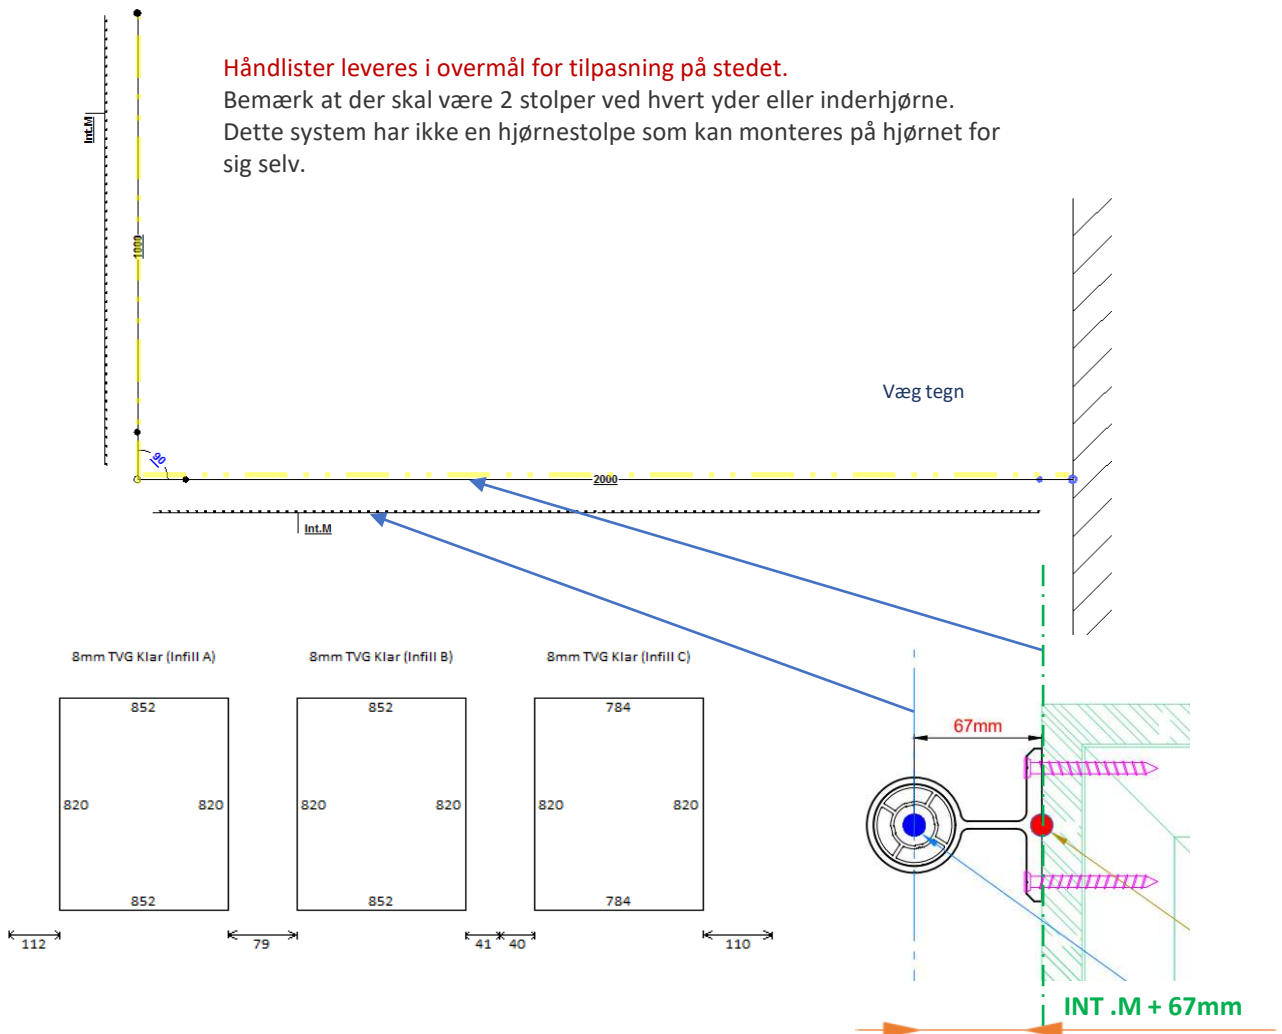 Håndlister leveres i overmål for tilpasning på stedet.
Bemærk at der skal være 2 stolper ved hvert yder eller inderhjørne.
Dette system har ikke en hjørnestolpe som kan monteres på hjørnet for
sig selv.
Int.M
1000
90
Væg tegn
2000
Int.M
8mm TVG Klar (Infill A)
8mm TVG Klar (Infill B)
8mm TVG Klar (Infill C)
852
852
784
820
820
820
820
820
820
852
852
784
112
79
41
40
110
67mm
INT .M + 67mm